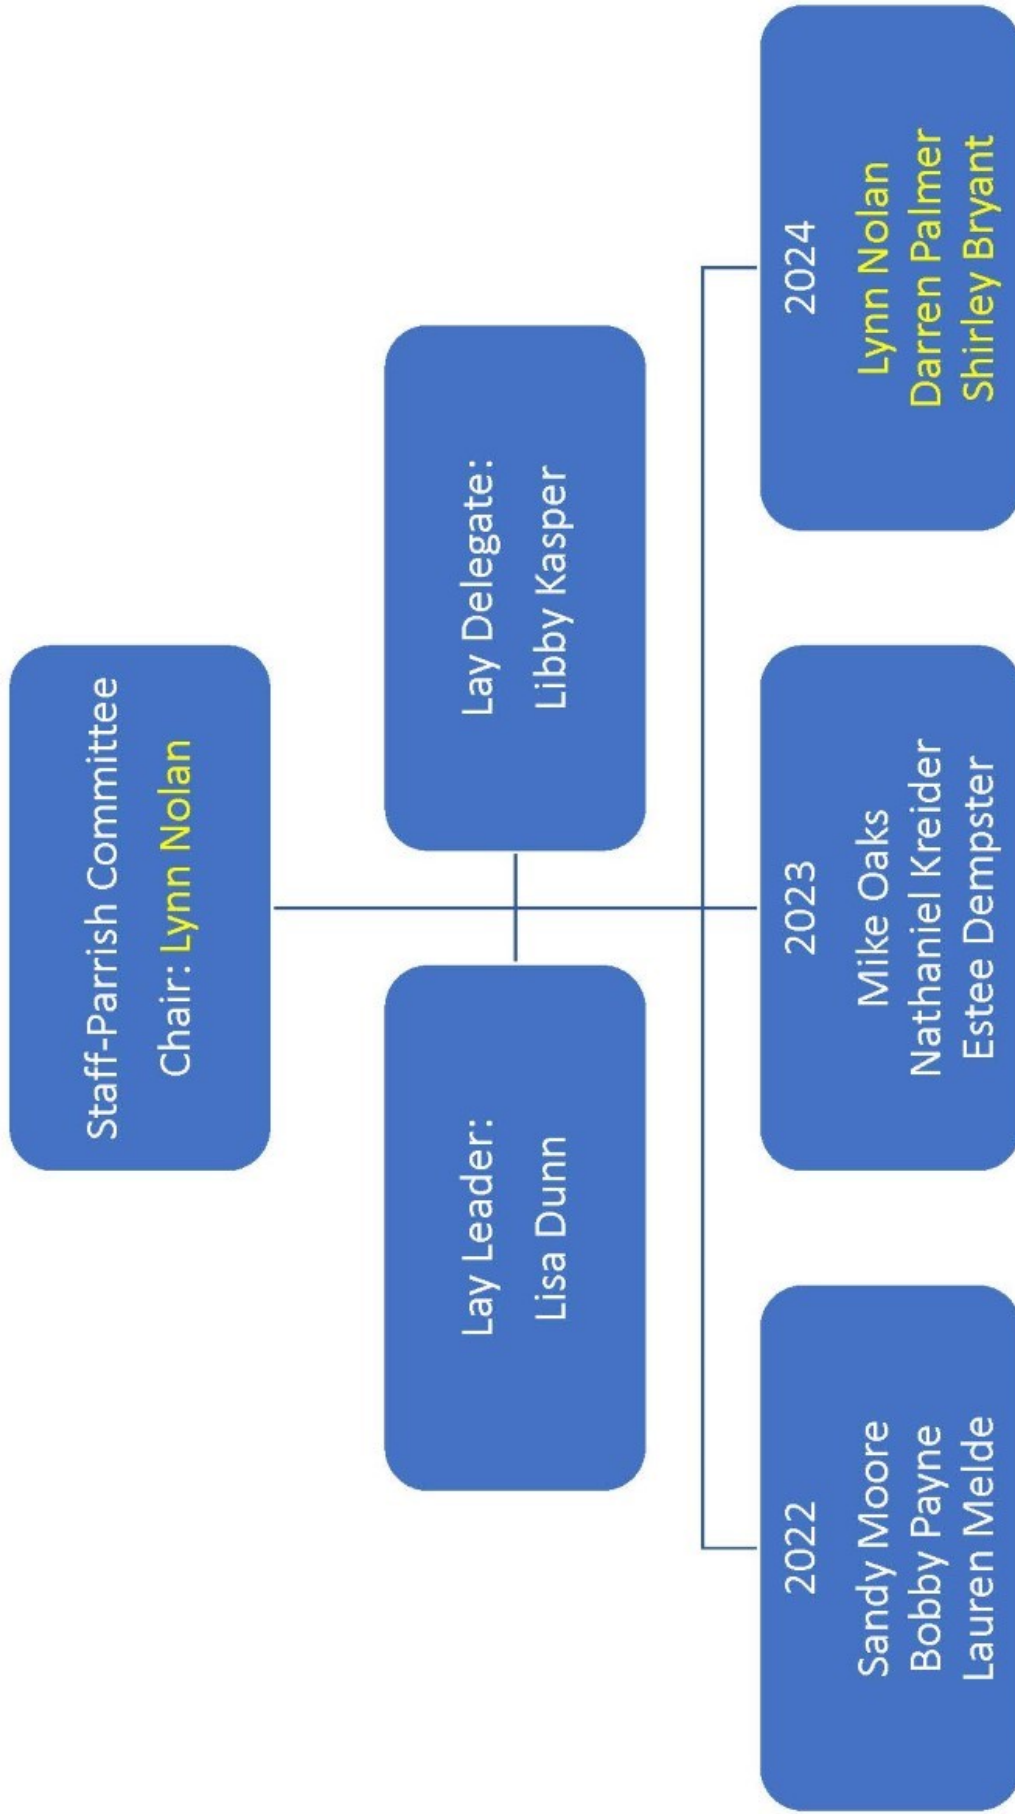 Staff-Parrish Committee
Chair: Lynn Nolan
Lay Leader:
Lisa Dunn
Lay Delegate:
Libby Kasper
2022
Sandy Moore
Bobby Payne
Lauren Melde
2023
Mike Oaks
Nathaniel Kreider
Estee Dempster
2024
Lynn Nolan
Darren Palmer
Shirley Bryant